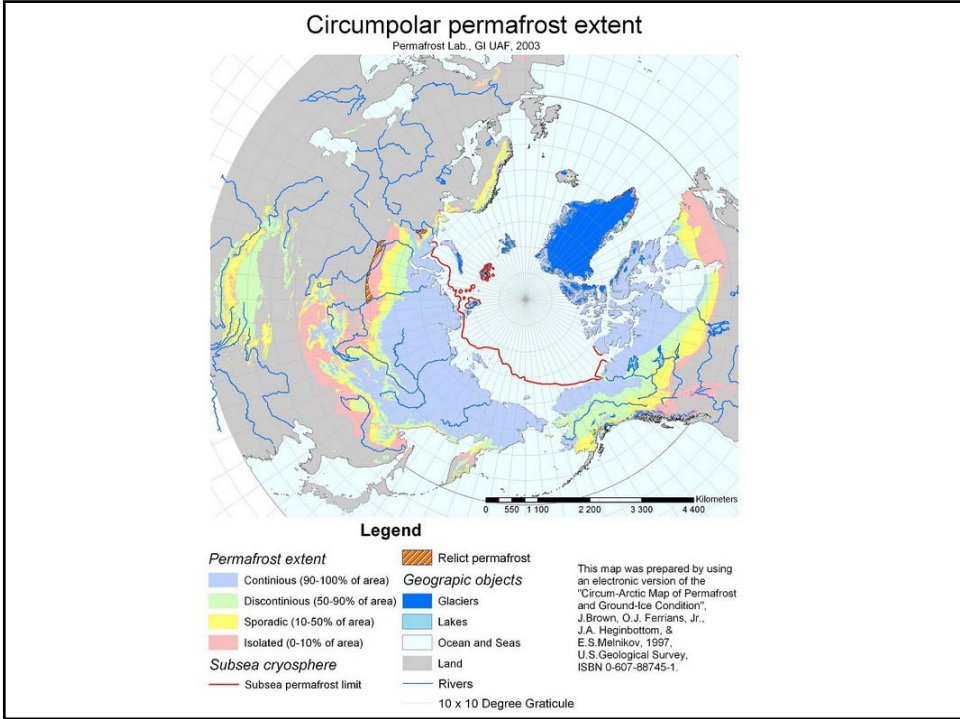 Circumpolar permafrost extent
Permafrost Lab., GI UAF, 2003
Kilometers
0 550 1 100 2 200 3 300 4 400
Legend
Permafrost extent
Continious (90-100% of area)
Discontinious (50-90% of area)
Sporadic (10-50% of area)
Isolated (0-10% of area)
Subsea cryosphere
Subsea permafrost limit
Relict permafrost
Geograpic objects
Glaciers
Lakes
Ocean and Seas
Land
Rivers
10 x 10 Degree Graticule
This map was prepared by using
an electronic version of the
"Circum-Arctic Map of Permafrost
and Ground-Ice Condition",
J.Brown, O.J. Ferrians, Jr.,
J.A. Heginbottom, &
E.S.Melnikov, 1997,
U.S.Geological Survey,
ISBN 0-607-88745-1.